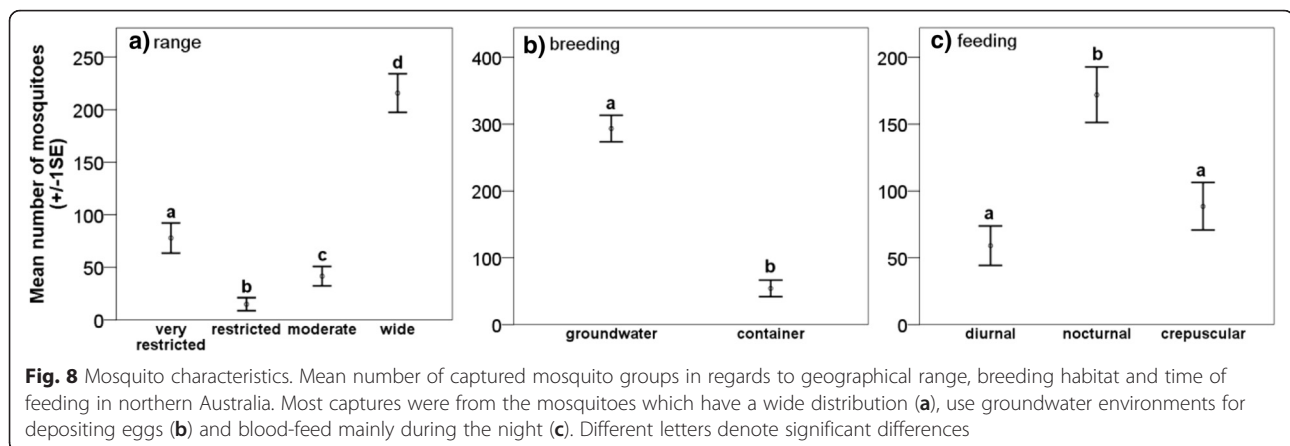 a) range
b) breeding
c) feeding
Mean number of mosquitoes
(+/-1SE)
250
200
150
100
50
0
a
b
c
d
very
restricted
restricted
moderate
wide
400
300
200
100
0
a
b
groundwater
container
200
150
100
50
0
a
b
a
diurnal
nocturnal
crepuscular
Fig. 8 Mosquito characteristics. Mean number of captured mosquito groups in regards to geographical range, breeding habitat and time of
feeding in northern Australia. Most captures were from the mosquitoes which have a wide distribution (a), use groundwater environments for
depositing eggs (b) and blood-feed mainly during the night (c). Different letters denote significant differences